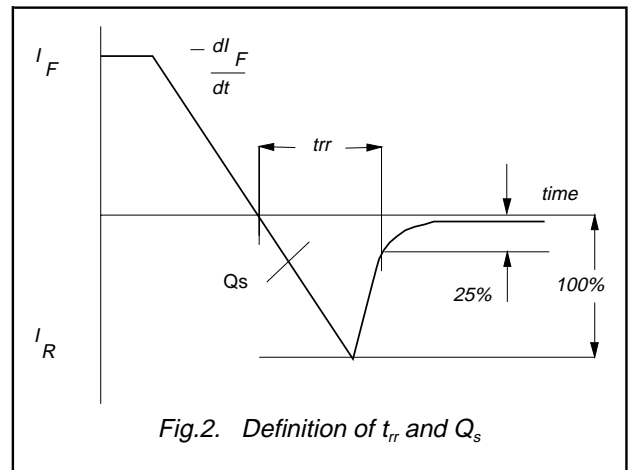 I F
- dI F
dt
trr
time
Qs
25%
100%
I R
Fig.2. Definition of trr and Qs